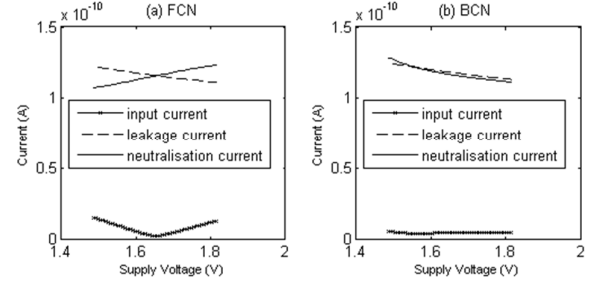 x 10^-10
(a) FCN
1.5
1
0.5
0
Current (A)
input current
leakage current
neutralisation current
1.4
1.6
1.8
2
Supply Voltage (V)
x 10^-10
(b) BCN
1.5
1
0.5
0
Current (A)
input current
leakage current
neutralisation current
1.4
1.6
1.8
2
Supply Voltage (V)